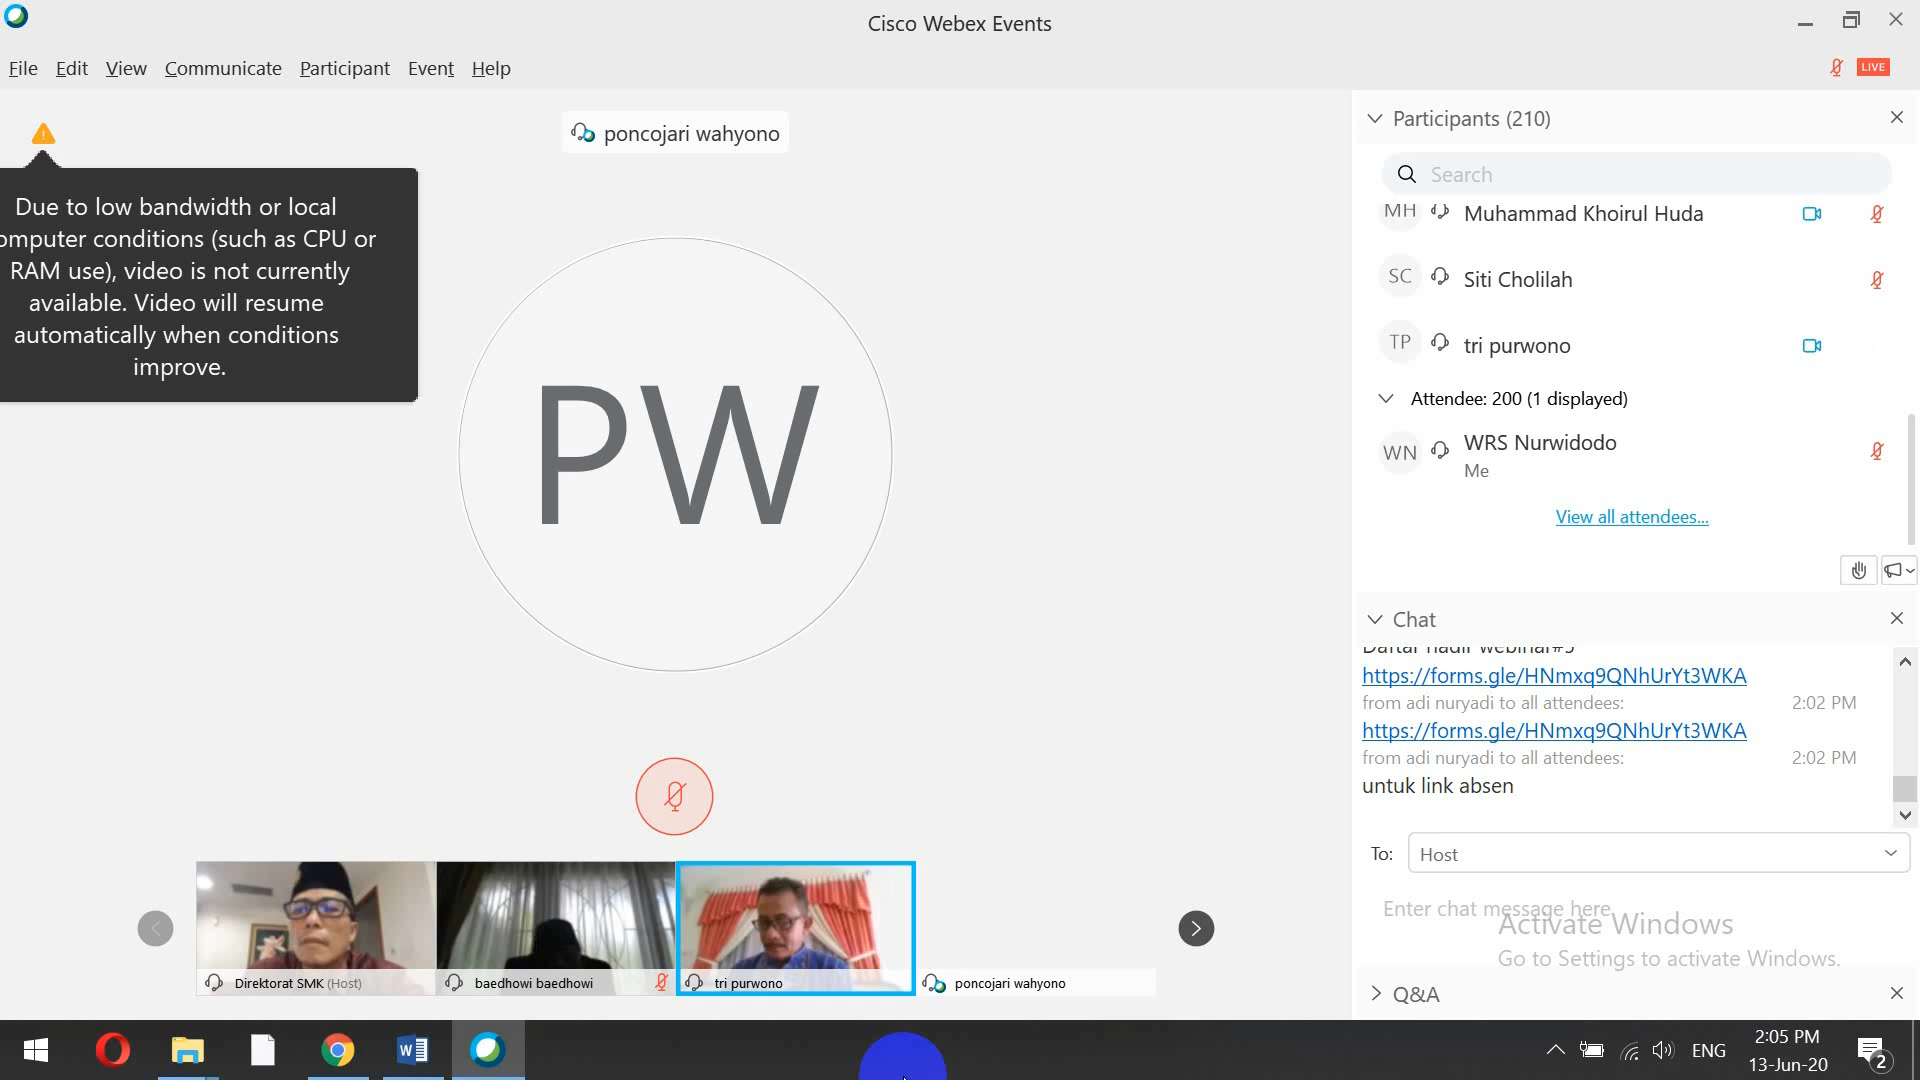 Cisco Webex Events
File Edit View Communicate Participant Event Help
LIVE
poncojari wahyono
Due to low bandwidth or local
omputer conditions (such as CPU or
RAM use), video is not currently
available. Video will resume
automatically when conditions
improve.
PW
Direktorat SMK (Host)
baedhowi baedhowi
tri purwono
poncojari wahyono
Participants (210)
Search
MH Muhammad Khoirul Huda
SC Siti Cholilah
TP tri purwono
Attendee: 200 (1 displayed)
WN WRS Nurwidodo
Me
View all attendees...
Chat
Daftar hadir webinar#5
https://forms.gle/HNmxq9QNhUrYt3WKA
from adi nuryadi to all attendees: 2:02 PM
https://forms.gle/HNmxq9QNhUrYt3WKA
from adi nuryadi to all attendees: 2:02 PM
untuk link absen
To: Host
Enter chat message here
Activate Windows
Go to Settings to activate Windows.
Q&A
ENG
2:05 PM
13-Jun-20
2